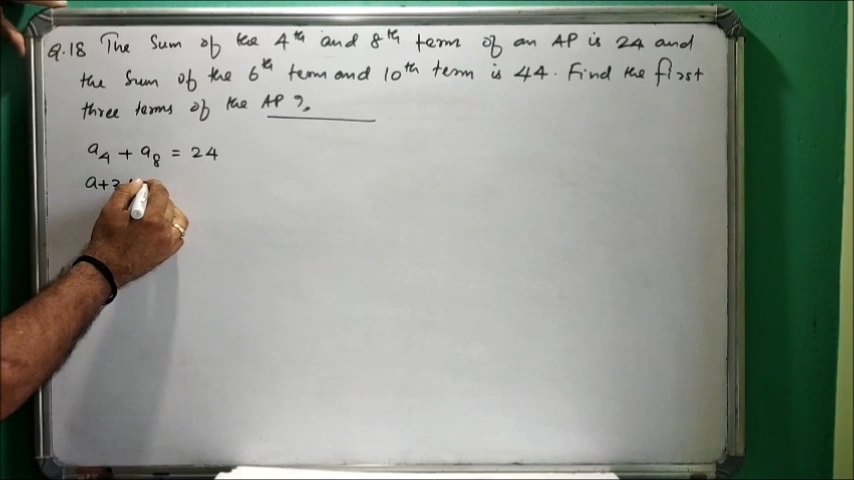 Q.18 The Sum of the 4th and 8th term of an AP is 24 and
the sum of the 6th term and 10th term is 44. Find the first
three terms of the AP?
a4 + a8 = 24
a+3